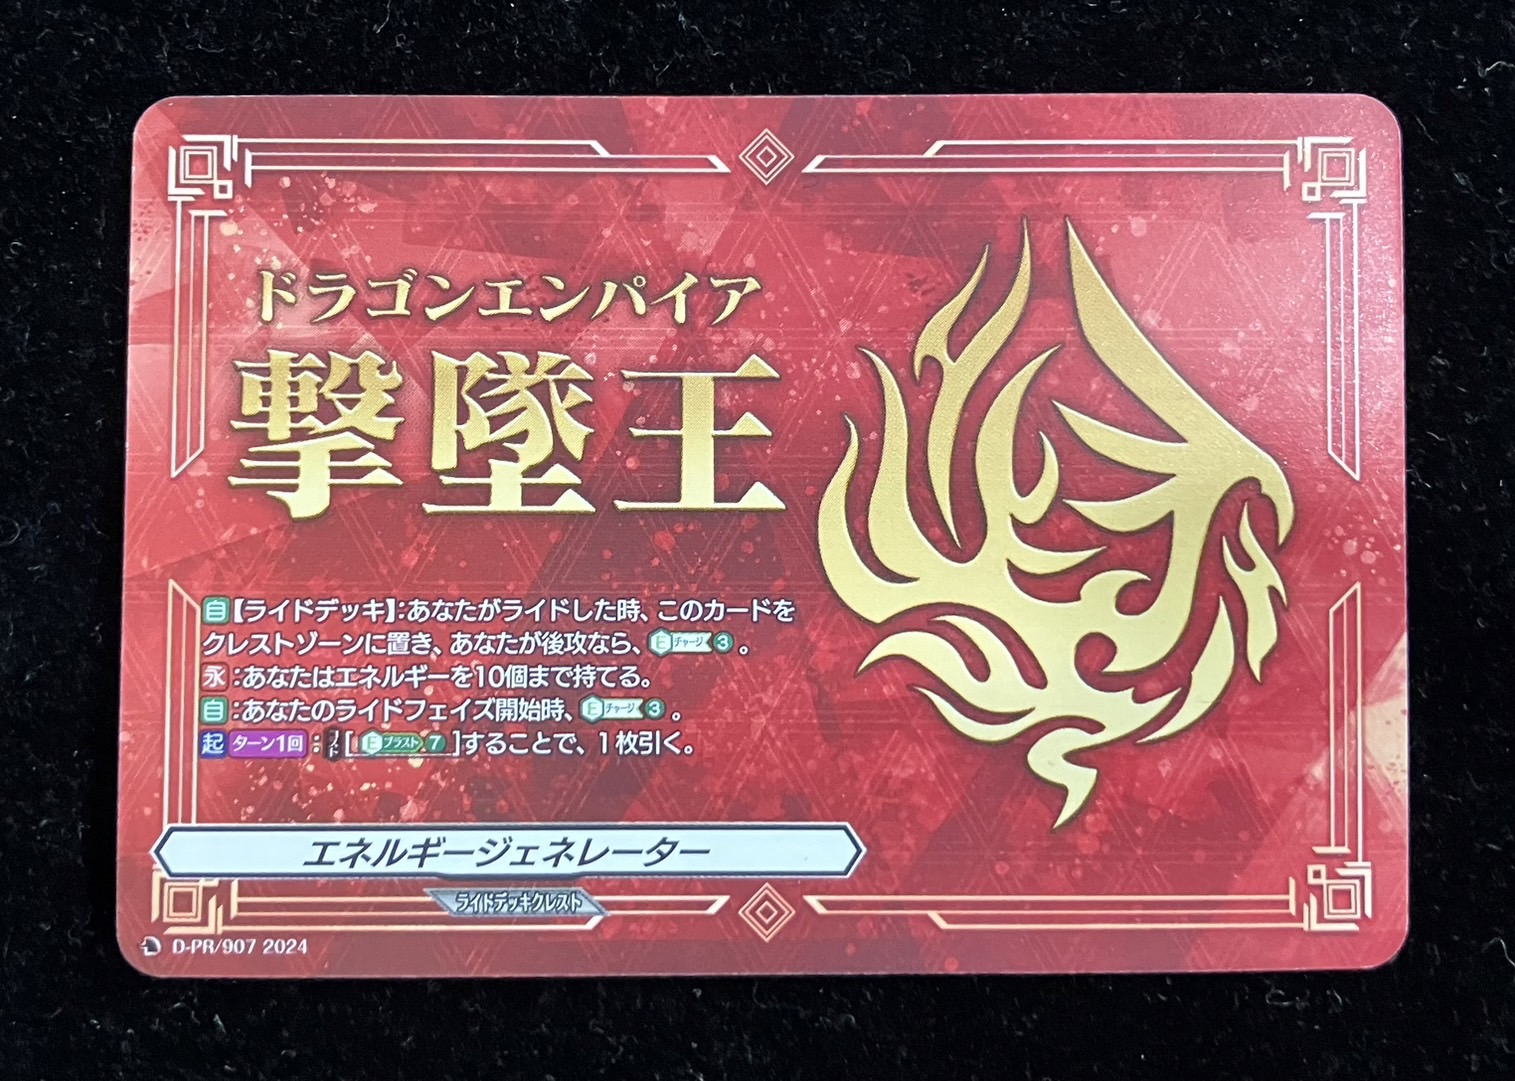 ドラゴンエンパイア
撃墜王
自【ライドデッキ】:あなたがライドした時、このカードを
クレストゾーンに置き、あなたが後攻なら、Eチャージ3。
永:あなたはエネルギーを10個まで持てる。
自:あなたのライドフェイズ開始時、Eチャージ3。
起ターン1回:コスト[Eブラスト7]することで、1枚引く。
エネルギージェネレーター
ライドデッキクレスト
D-PR/907 2024